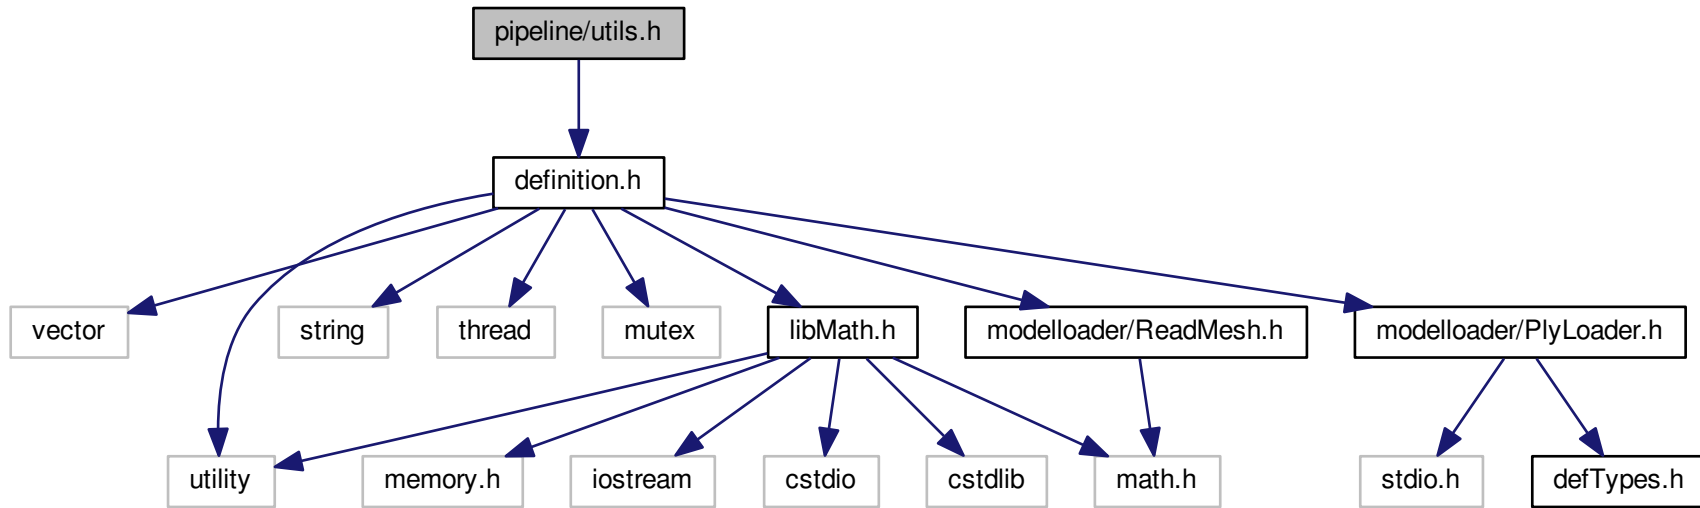 pipeline/utils.h
definition.h
vector
string
thread
mutex
libMath.h
modelloader/ReadMesh.h
modelloader/PlyLoader.h
utility
memory.h
iostream
cstdio
cstdlib
math.h
stdio.h
defTypes.h